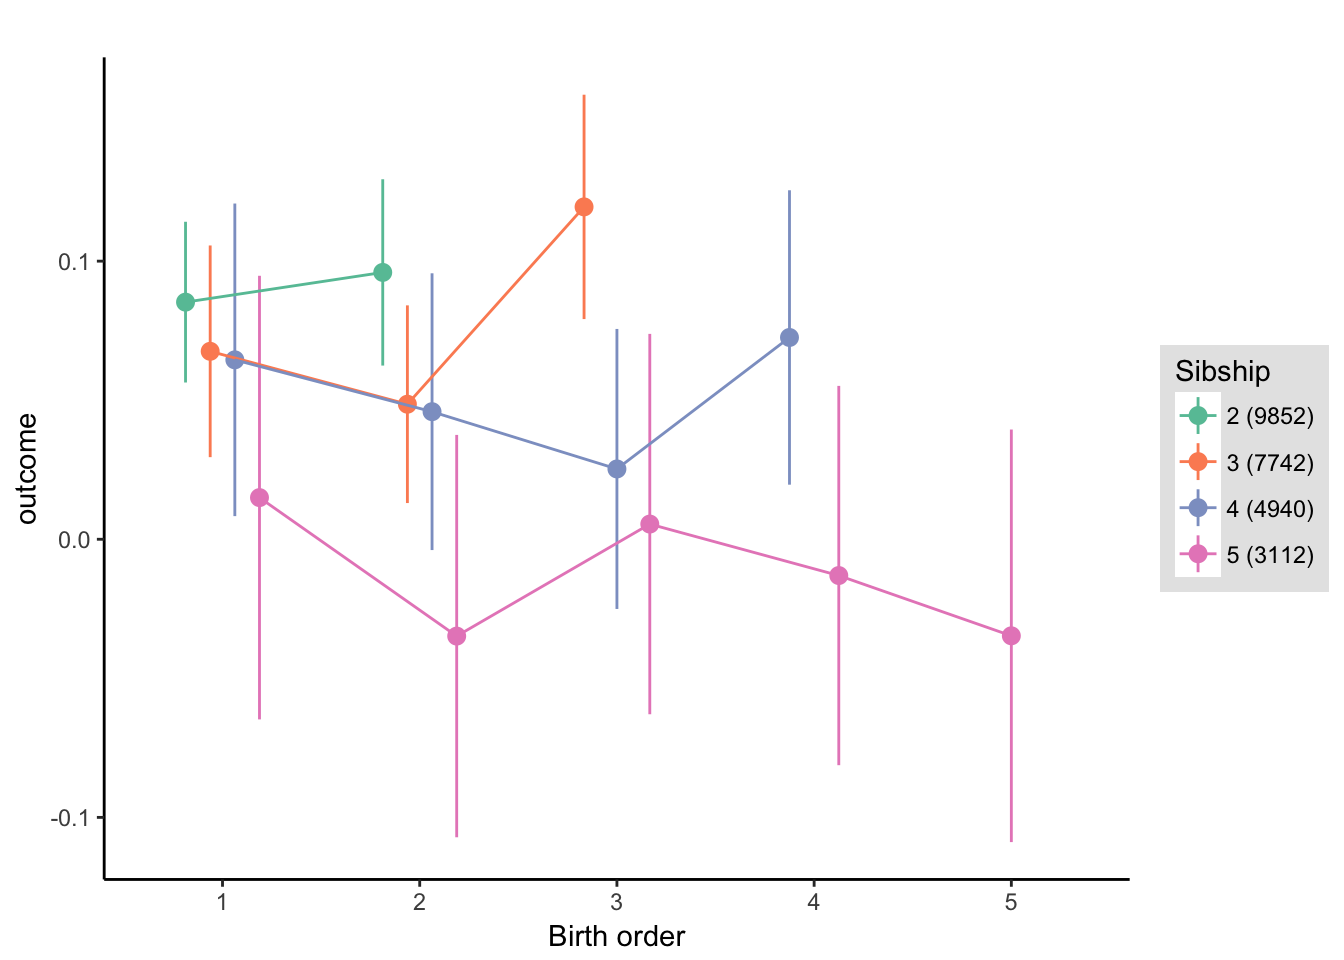 outcome
0.1
0.0
-0.1
1 2 3 4 5
Birth order
Sibship
2 (9852)
3 (7742)
4 (4940)
5 (3112)